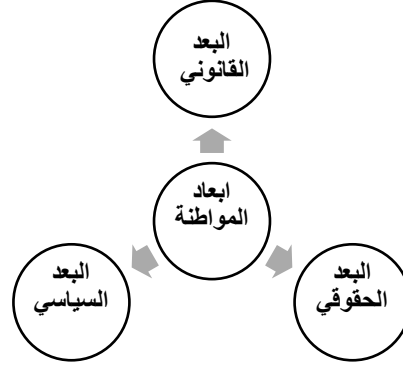 البعد
القانوني
ابعاد
المواطنة
البعد
الحقوقي
البعد
السياسي